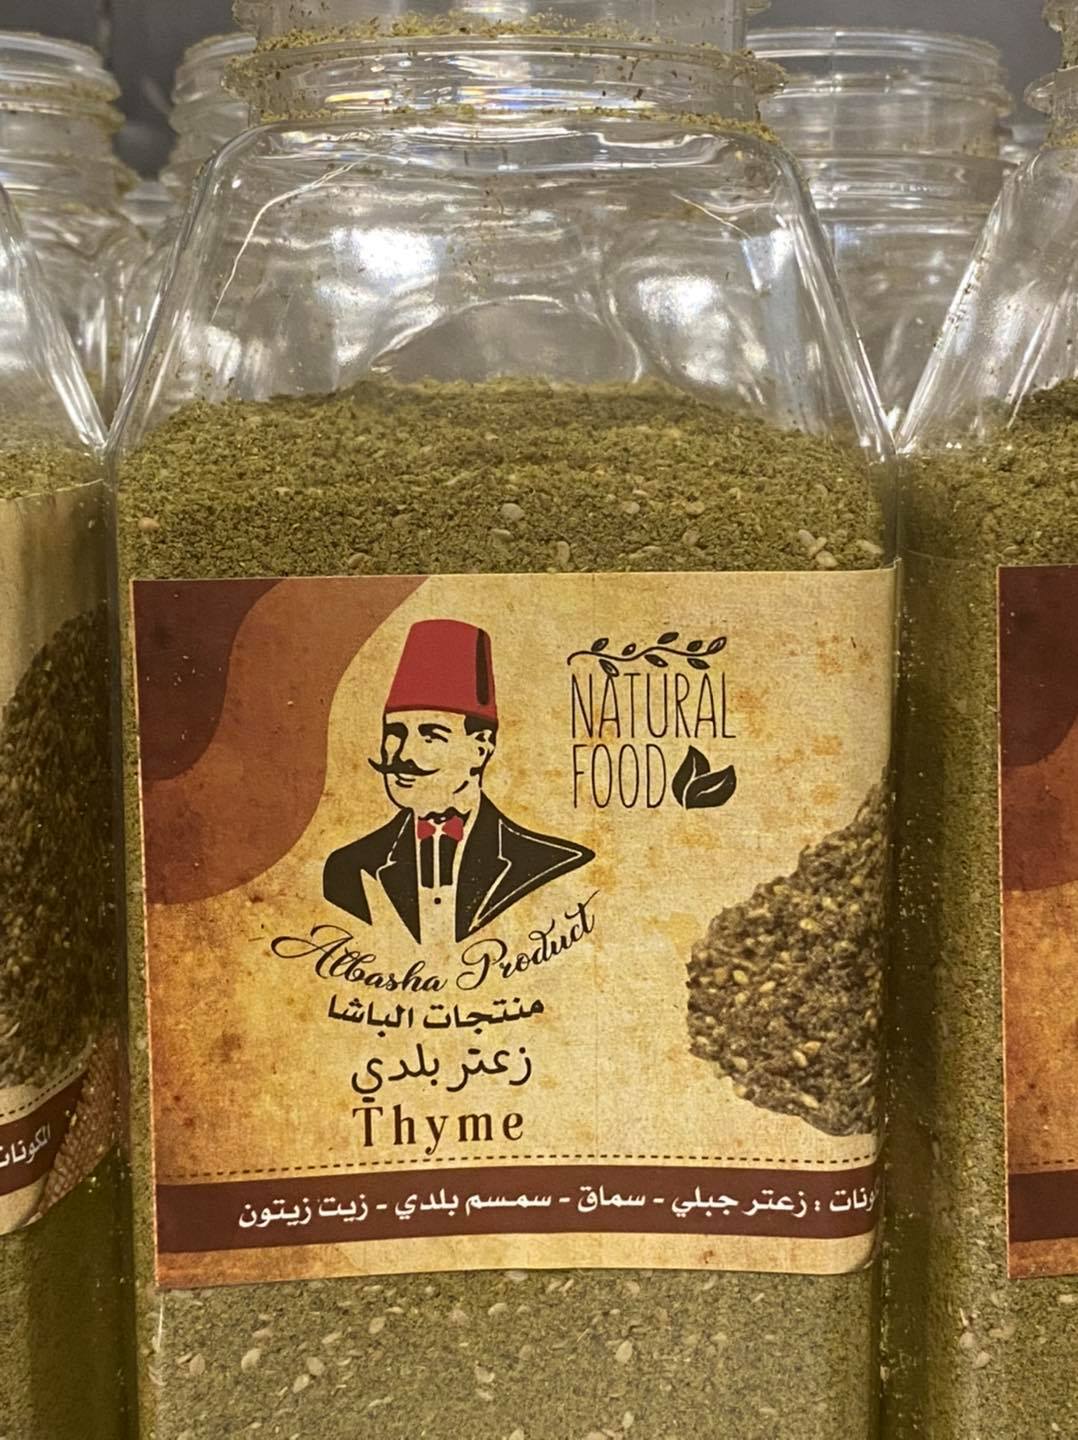 NATURAL
FOOD
Albasha Product
منتجات الباشا
زعتر بلدي
Thyme
: زعتر جبلي - سماق - سمسم بلدي - زيت زيتون